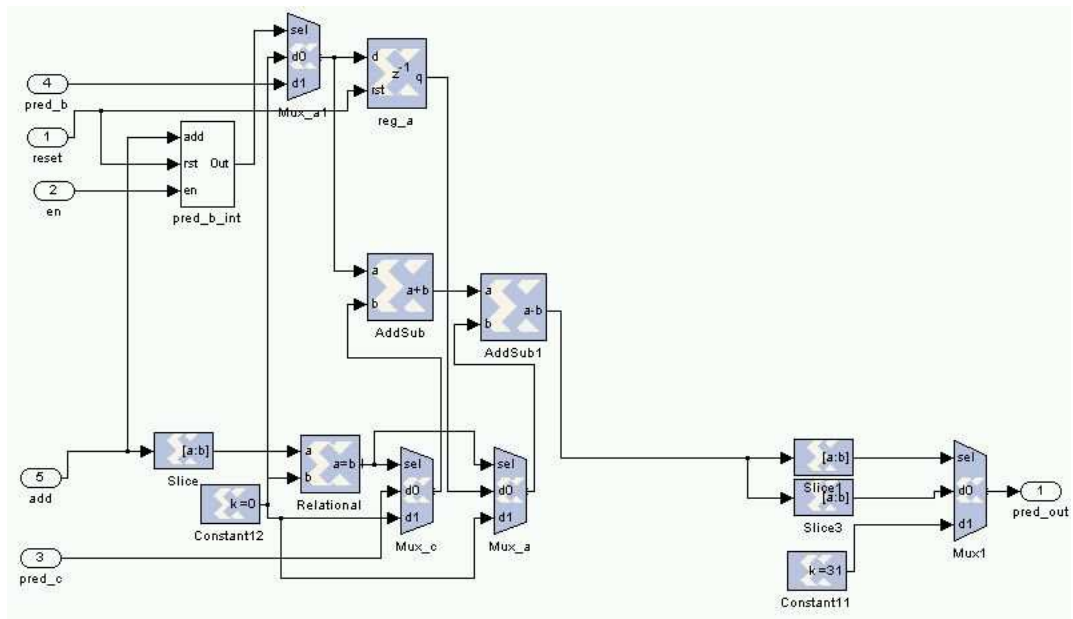 sel
d0
d1
Mux_a1
d
z-1
q
rst
reg_a
4
pred_b
1
reset
2
en
add
rst
Out
en
pred_b_int
a
b
a+b
AddSub
a
b
a-b
AddSub1
5
add
[a:b]
Slice
k =0
Constant12
a
b
a=b
Relational
sel
d0
d1
Mux_c
sel
d0
d1
Mux_a
3
pred_c
[a:b]
Slice1
[a:b]
Slice3
k =31
Constant11
sel
d0
d1
Mux1
1
pred_out